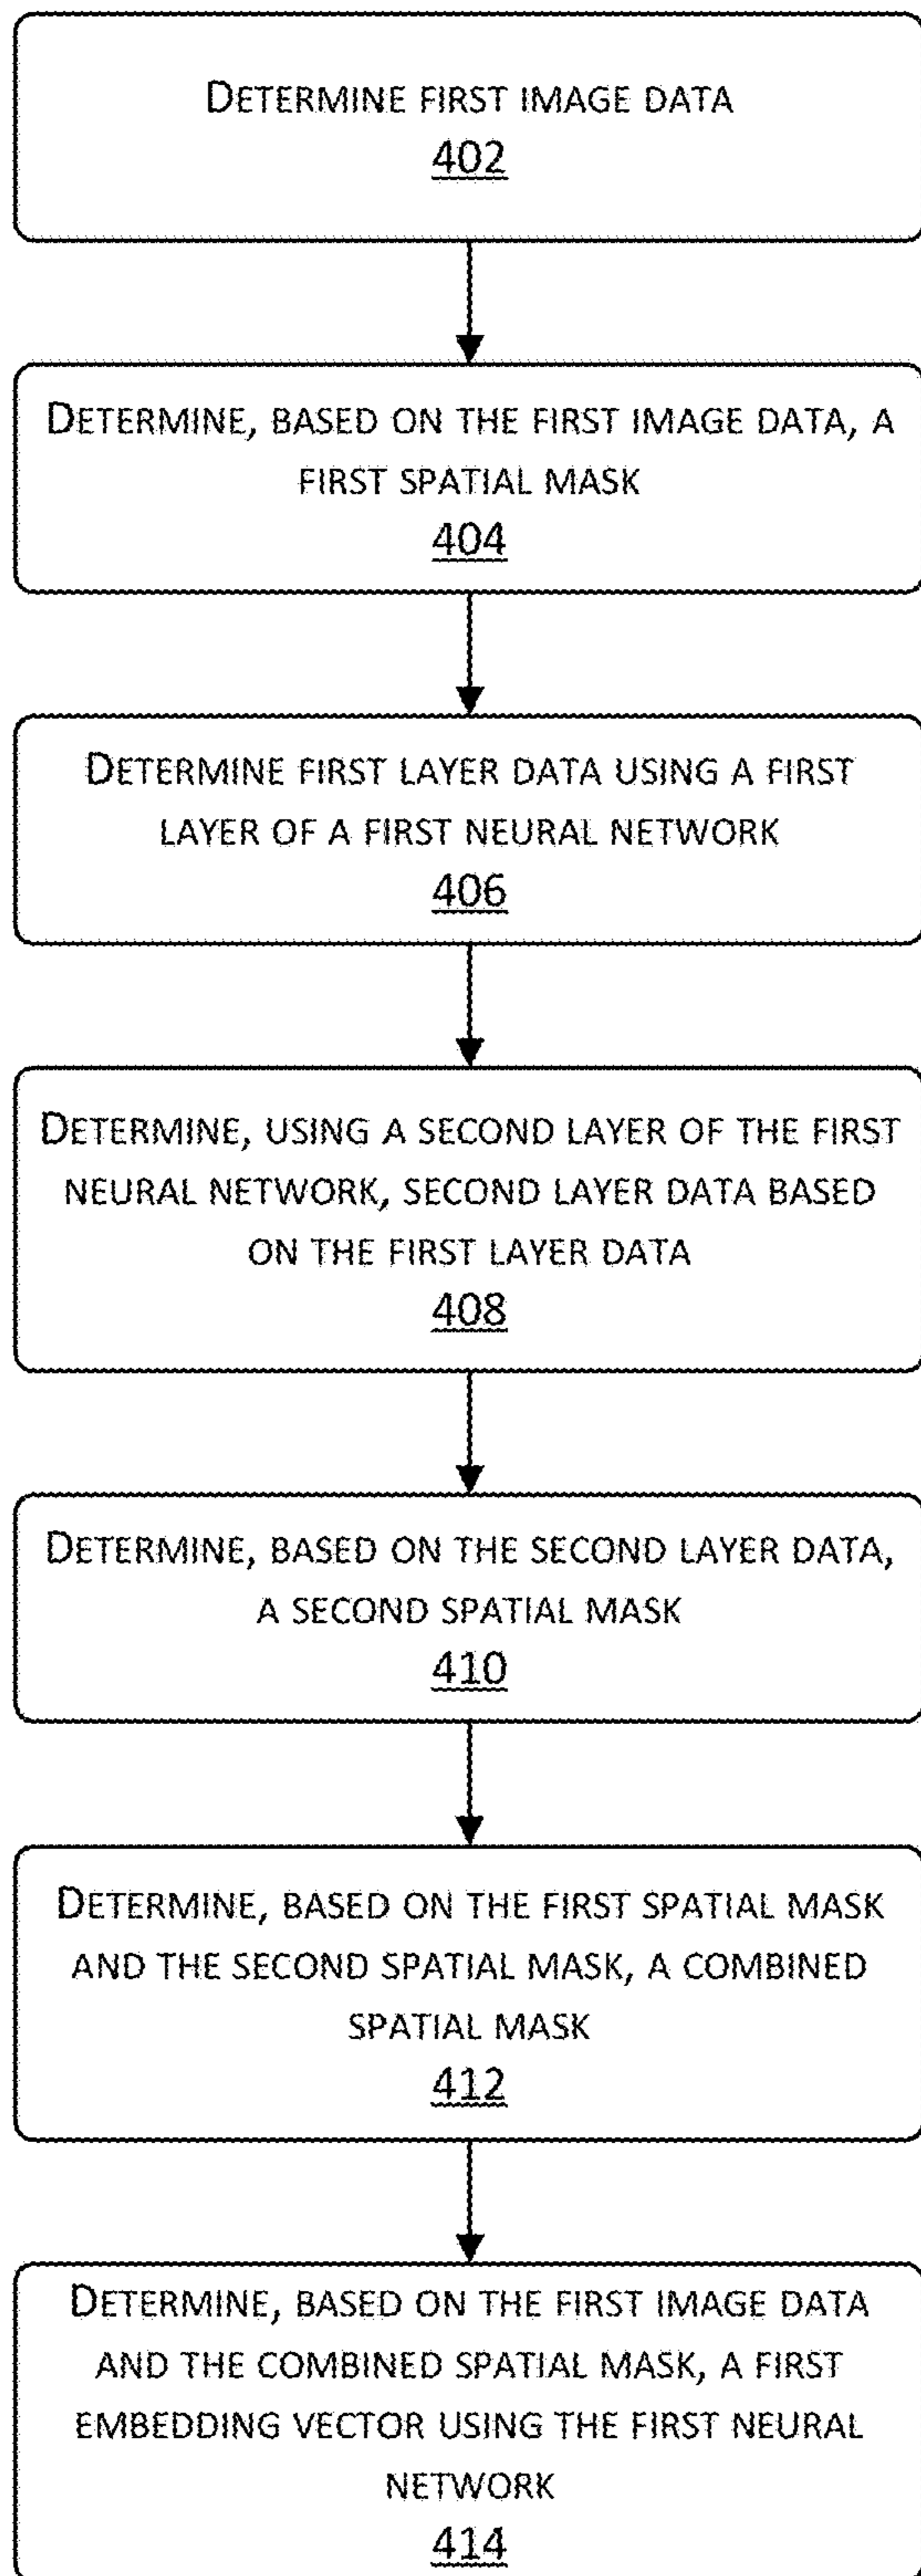 DETERMINE FIRST IMAGE DATA
402
DETERMINE, BASED ON THE FIRST IMAGE DATA, A
FIRST SPATIAL MASK
404
DETERMINE FIRST LAYER DATA USING A FIRST
LAYER OF A FIRST NEURAL NETWORK
406
DETERMINE, USING A SECOND LAYER OF THE FIRST
NEURAL NETWORK, SECOND LAYER DATA BASED
ON THE FIRST LAYER DATA
408
DETERMINE, BASED ON THE SECOND LAYER DATA,
A SECOND SPATIAL MASK
410
DETERMINE, BASED ON THE FIRST SPATIAL MASK
AND THE SECOND SPATIAL MASK, A COMBINED
SPATIAL MASK
412
DETERMINE, BASED ON THE FIRST IMAGE DATA
AND THE COMBINED SPATIAL MASK, A FIRST
EMBEDDING VECTOR USING THE FIRST NEURAL
NETWORK
414